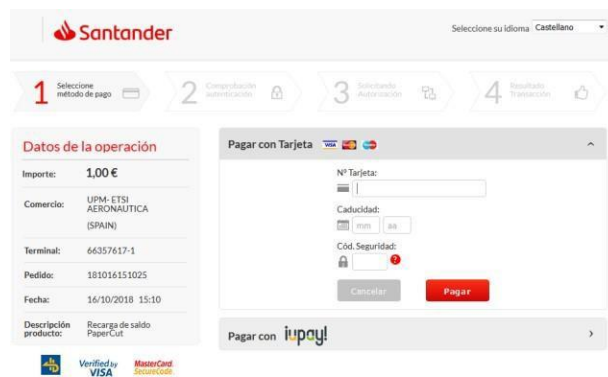 Santander
Seleccione su idioma Castellano
1 Seleccione método de pago
2 Comprobación autenticación
3 Solicitando Autorización
4 Resultado Transacción
Datos de la operación
Importe: 1,00 €
Comercio: UPM-ETSI AERONAUTICA (SPAIN)
Terminal: 66357617-1
Pedido: 181016151025
Fecha: 16/10/2018 15:10
Descripción producto: Recarga de saldo PaperCut
Verified by VISA
MasterCard. SecureCode.
Pagar con Tarjeta VISA
Nº Tarjeta:
Caducidad:
mm aa
Cód. Seguridad:
?
Cancelar Pagar
Pagar con iupay!